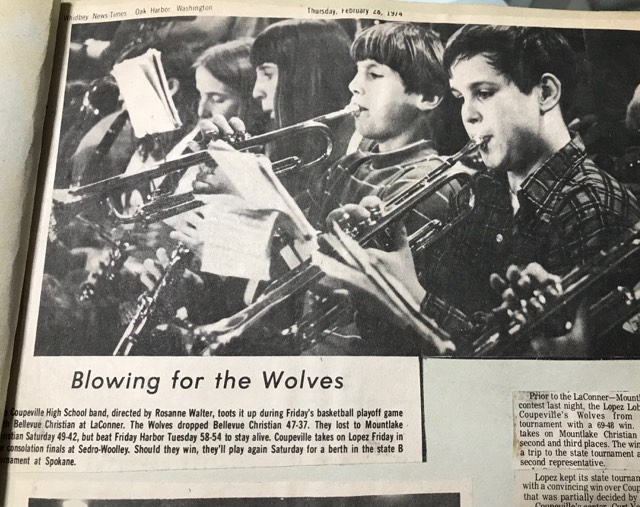 Whidbey News-Times Oak Harbor, Washington
Thursday, February 28, 1974
Blowing for the Wolves
Coupeville High School band, directed by Rosanne Walter, toots it up during Friday's basketball playoff game
Bellevue Christian at LaConner. The Wolves dropped Bellevue Christian 47-37. They lost to Mountlake
Saturday 49-42, but beat Friday Harbor Tuesday 58-54 to stay alive. Coupeville takes on Lopez Friday in
consolation finals at Sedro-Woolley. Should they win, they'll play again Saturday for a berth in the state B
at Spokane.
Prior to the LaConner—Mount
contest last night, the Lopez Lo
Coupeville's Wolves from
tournament with a 69-48 win.
takes on Mountlake Christian
second and third places. The win
a trip to the state tournament a
second representative.
Lopez kept its state tournam
with a convincing win over Coup
that was partially decided by
Coupeville's center, Curt